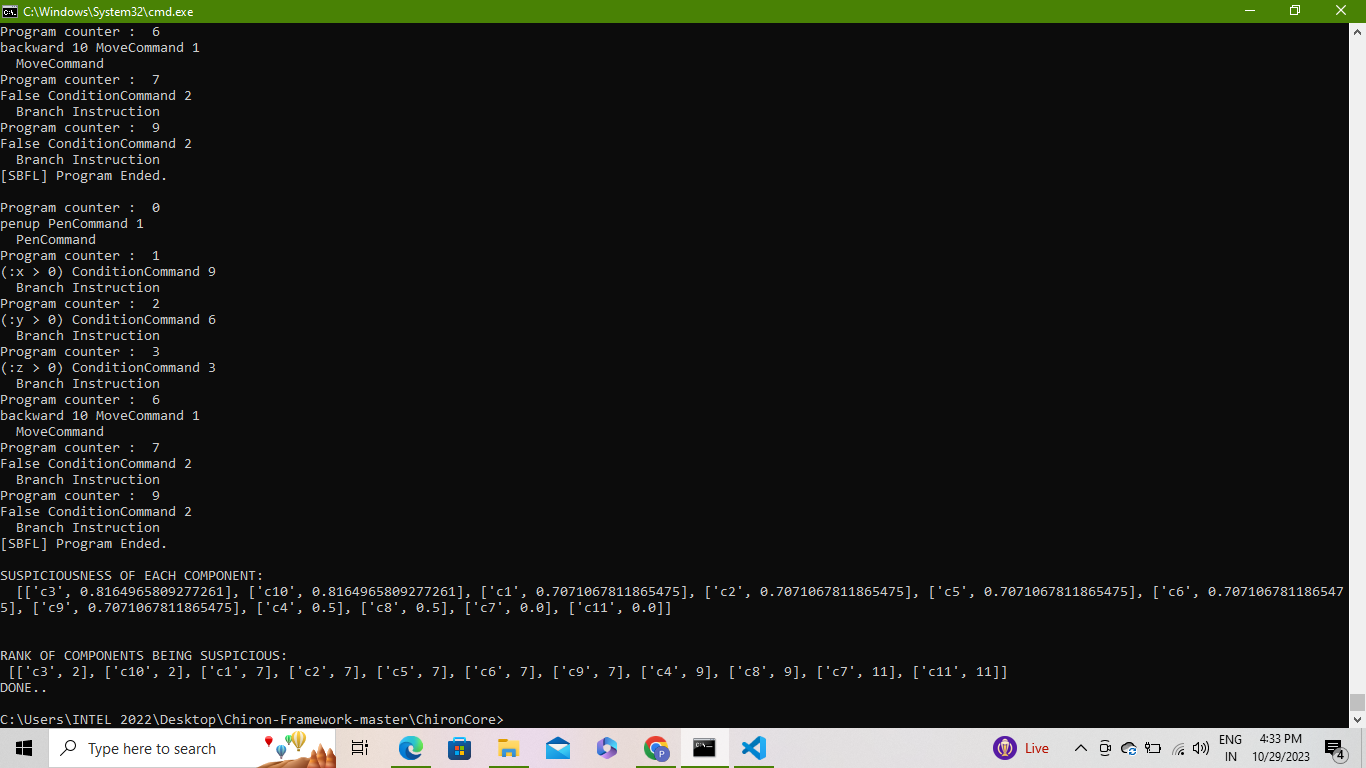 C:\Windows\System32\cmd.exe
Program counter :  6
backward 10 MoveCommand 1
  MoveCommand
Program counter :  7
False ConditionCommand 2
  Branch Instruction
Program counter :  9
False ConditionCommand 2
  Branch Instruction
[SBFL] Program Ended.

Program counter :  0
penup PenCommand 1
  PenCommand
Program counter :  1
(:x > 0) ConditionCommand 9
  Branch Instruction
Program counter :  2
(:y > 0) ConditionCommand 6
  Branch Instruction
Program counter :  3
(:z > 0) ConditionCommand 3
  Branch Instruction
Program counter :  6
backward 10 MoveCommand 1
  MoveCommand
Program counter :  7
False ConditionCommand 2
  Branch Instruction
Program counter :  9
False ConditionCommand 2
  Branch Instruction
[SBFL] Program Ended.

SUSPICIOUSNESS OF EACH COMPONENT:
  [['c3', 0.8164965809277261], ['c10', 0.8164965809277261], ['c1', 0.7071067811865475], ['c2', 0.7071067811865475], ['c5', 0.7071067811865475], ['c6', 0.707106781186547
5], ['c9', 0.7071067811865475], ['c4', 0.5], ['c8', 0.5], ['c7', 0.0], ['c11', 0.0]]

RANK OF COMPONENTS BEING SUSPICIOUS:
 [['c3', 2], ['c10', 2], ['c1', 7], ['c2', 7], ['c5', 7], ['c6', 7], ['c9', 7], ['c4', 9], ['c8', 9], ['c7', 11], ['c11', 11]]
DONE..

C:\Users\INTEL 2022\Desktop\Chiron-Framework-master\ChironCore>
Type here to search
Live
ENG
IN
4:33 PM
10/29/2023
4